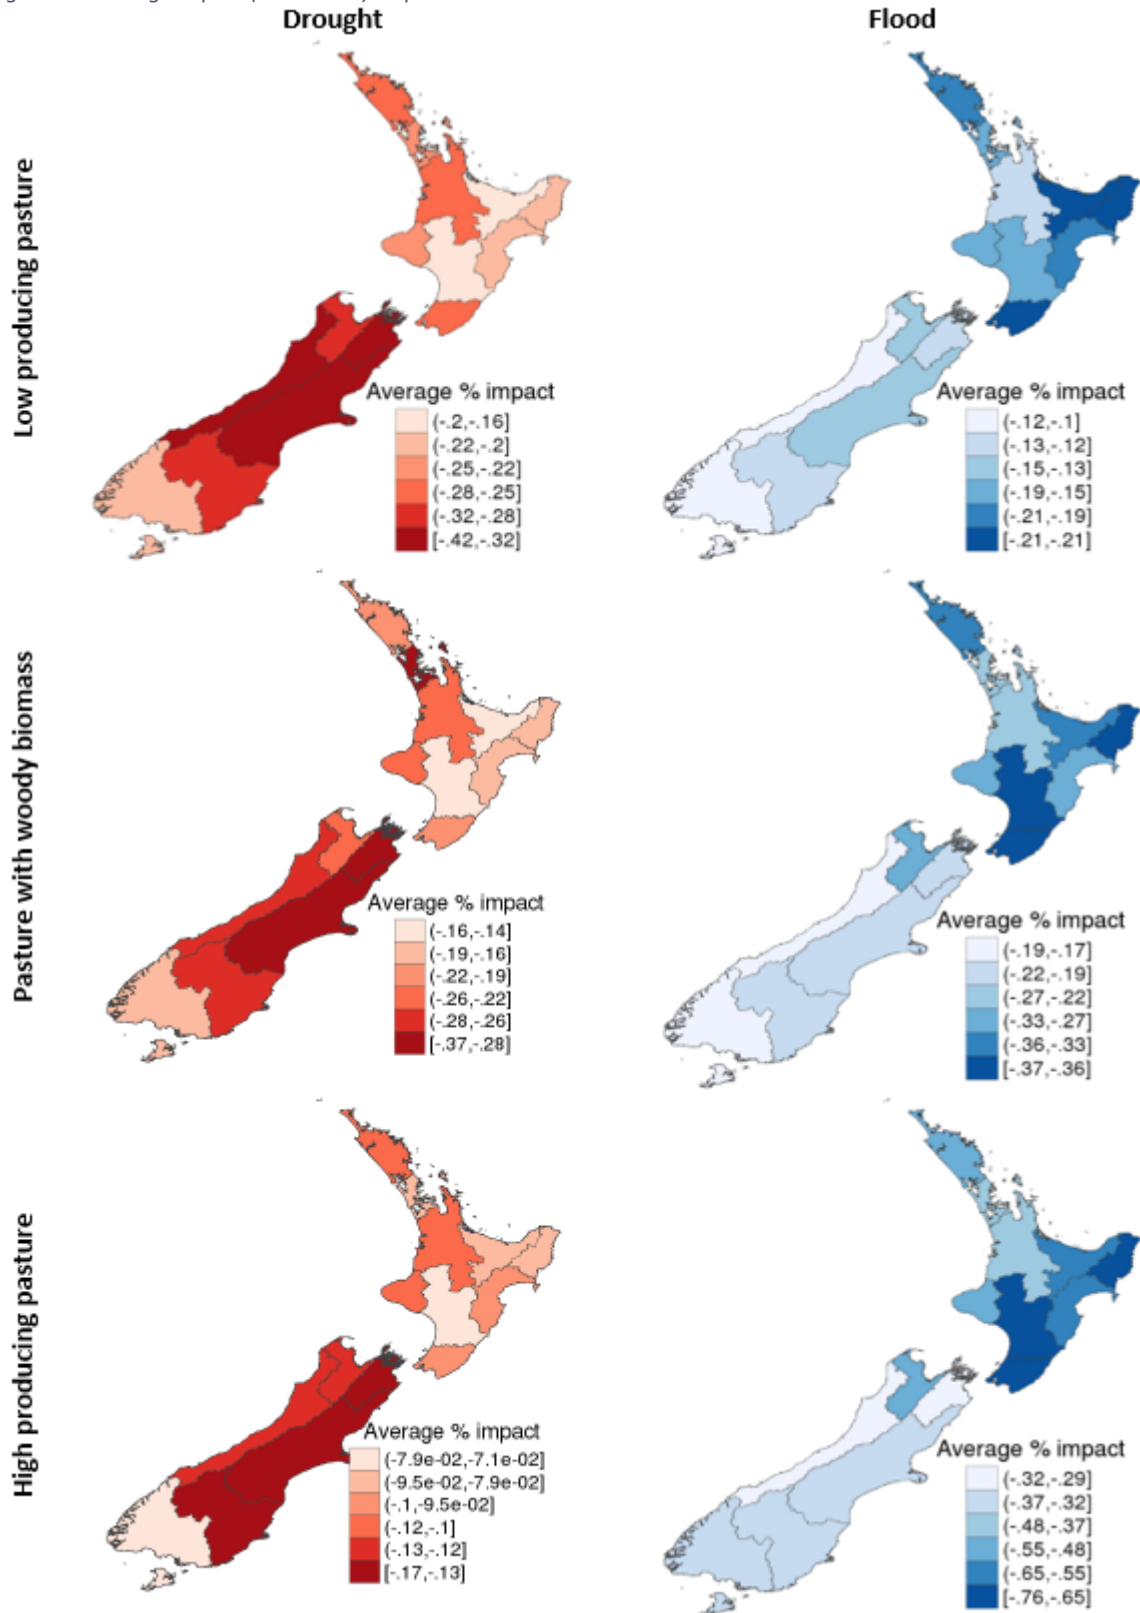 Drought
Flood
Low producing pasture
Average % impact
(-.2,-.16]
(-.22,-.2]
(-.25,-.22]
(-.28,-.25]
(-.32,-.28]
[-.42,-.32]
Average % impact
(-.12,-.1]
(-.13,-.12]
(-.15,-.13]
(-.19,-.15]
(-.21,-.19]
[-.21,-.21]
Pasture with woody biomass
Average % impact
(-.16,-.14]
(-.19,-.16]
(-.22,-.19]
(-.26,-.22]
(-.28,-.26]
[-.37,-.28]
Average % impact
(-.19,-.17]
(-.22,-.19]
(-.27,-.22]
(-.33,-.27]
(-.36,-.33]
[-.37,-.36]
High producing pasture
Average % impact
(-7.9e-02,-7.1e-02]
(-9.5e-02,-7.9e-02]
(-.1,-9.5e-02]
(-.12,-.1]
(-.13,-.12]
[-.17,-.13]
Average % impact
(-.32,-.29]
(-.37,-.32]
(-.48,-.37]
(-.55,-.48]
(-.65,-.55]
[-.76,-.65]